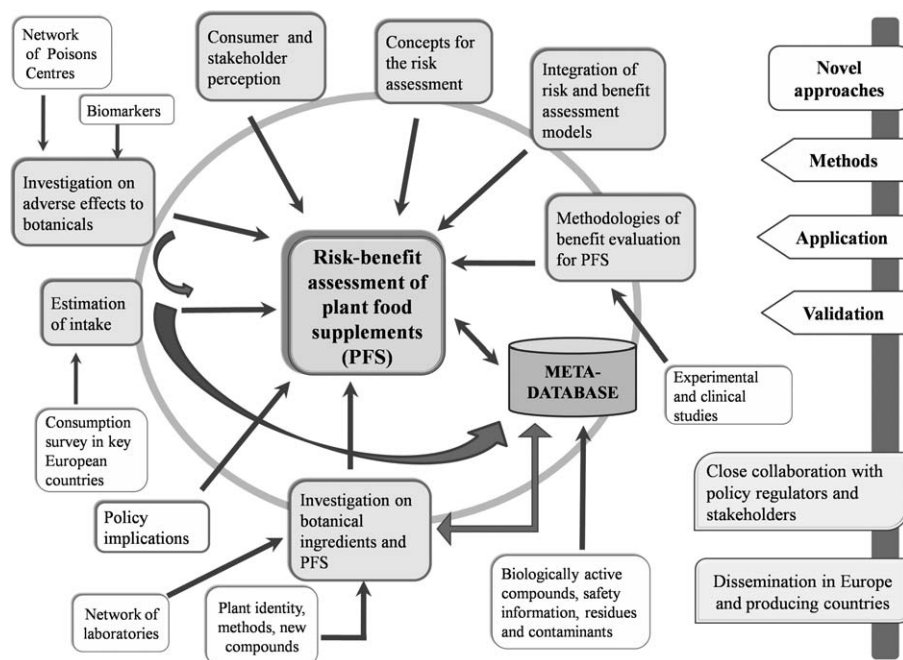 Network
of Poisons
Centres
Biomarkers
Investigation on
adverse effects to
botanicals
Estimation
of intake
Consumption
survey in key
European
countries
Policy
implications
Network of
laboratories
Consumer and
stakeholder
perception
Concepts for
the risk
assessment
Integration of
risk and benefit
assessment
models
Risk-benefit
assessment of
plant food
supplements
(PFS)
Methodologies of
benefit evaluation
for PFS
META-
DATABASE
Experimental
and clinical
studies
Investigation on
botanical
ingredients and
PFS
Plant identity,
methods, new
compounds
Biologically active
compounds, safety
information, residues
and contaminants
Novel
approaches
Methods
Application
Validation
Close collaboration with
policy regulators and
stakeholders
Dissemination in Europe
and producing countries